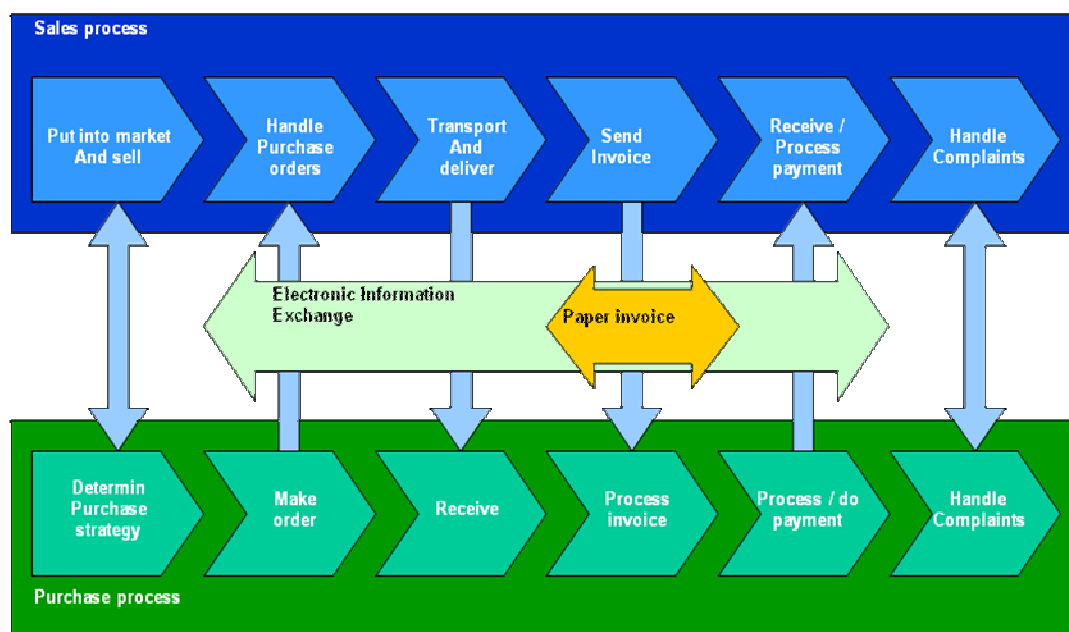 Sales process
Put into market
And sell
Handle
Purchase
orders
Transport
And
deliver
Send
Invoice
Receive /
Process
payment
Handle
Complaints
Electronic Information
Exchange
Paper invoice
Determin
Purchase
strategy
Make
order
Receive
Process
invoice
Process / do
payment
Handle
Complaints
Purchase process